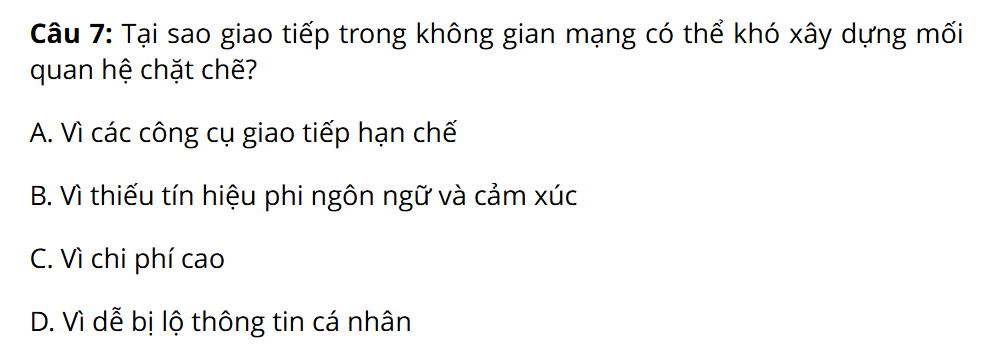 Câu 7: Tại sao giao tiếp trong không gian mạng có thể khó xây dựng mối
quan hệ chặt chẽ?
A. Vì các công cụ giao tiếp hạn chế
B. Vì thiếu tín hiệu phi ngôn ngữ và cảm xúc
C. Vì chi phí cao
D. Vì dễ bị lộ thông tin cá nhân